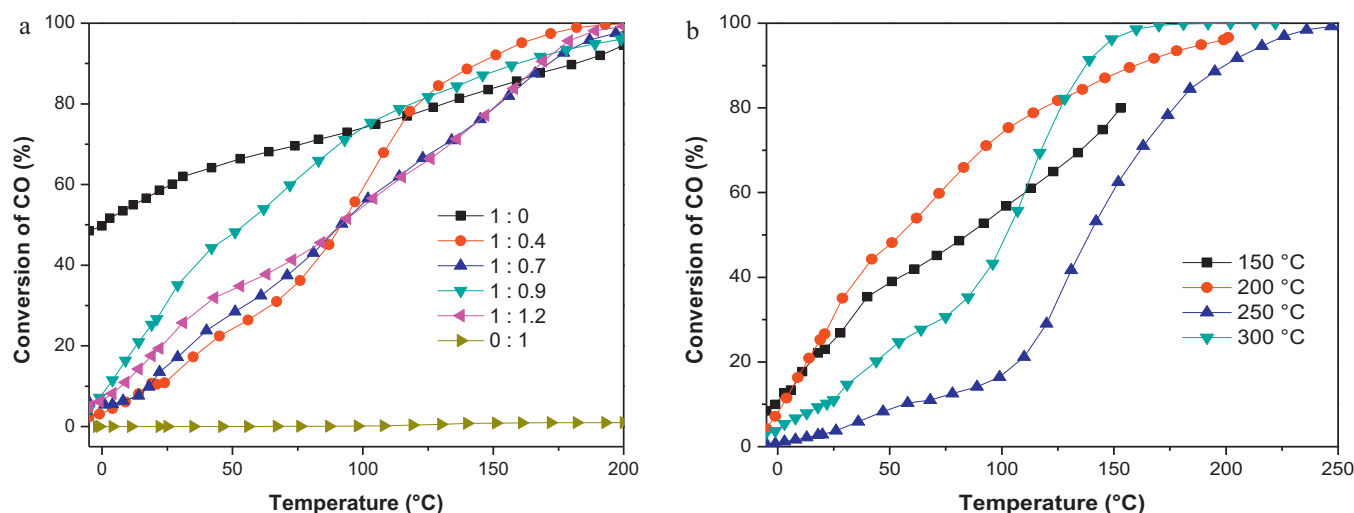 a
Conversion of CO (%)
100
80
60
40
20
0
1 : 0
1 : 0.4
1 : 0.7
1 : 0.9
1 : 1.2
0 : 1
0 50 100 150 200
Temperature (°C)
b
Conversion of CO (%)
100
80
60
40
20
0
150 °C
200 °C
250 °C
300 °C
0 50 100 150 200 250
Temperature (°C)